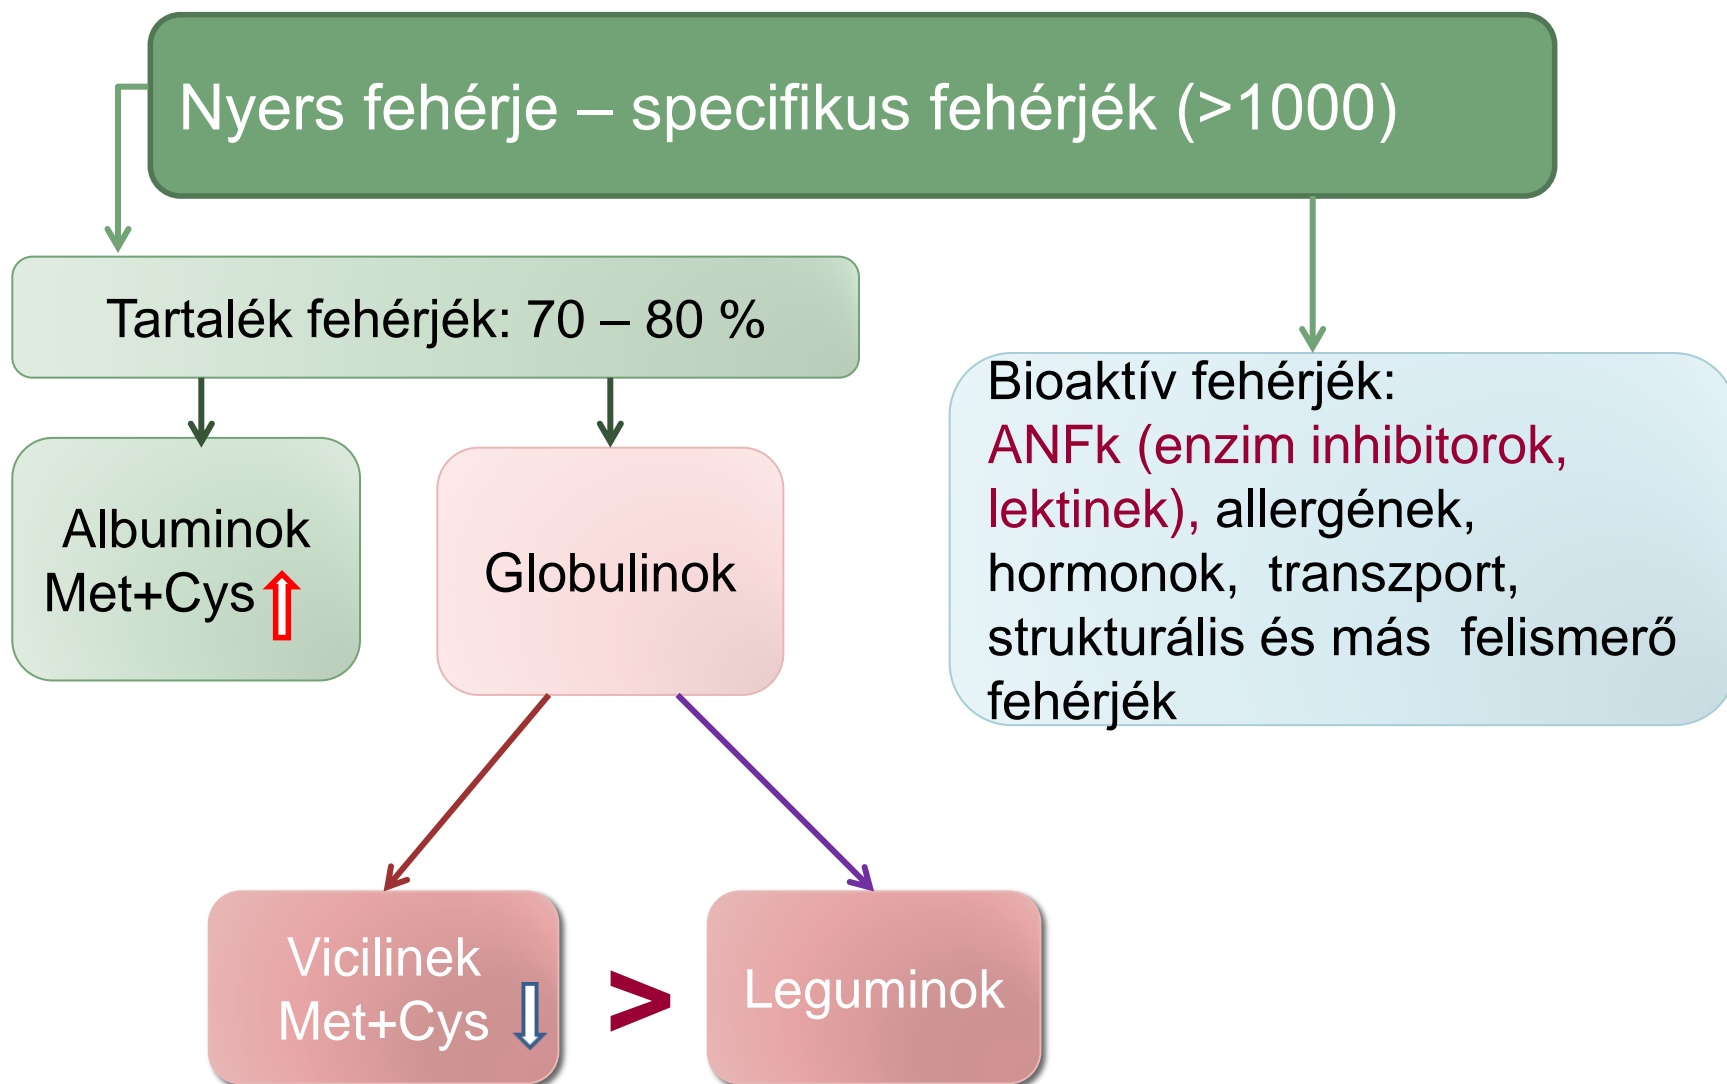 Nyers fehérje – specifikus fehérjék (>1000)
Tartalék fehérjék: 70 – 80 %
Albuminok
Met+Cys
Globulinok
Bioaktív fehérjék:
ANFk (enzim inhibitorok,
lektinek), allergének,
hormonok, transzport,
strukturális és más felismerő
fehérjék
Vicilinek
Met+Cys
>
Leguminok